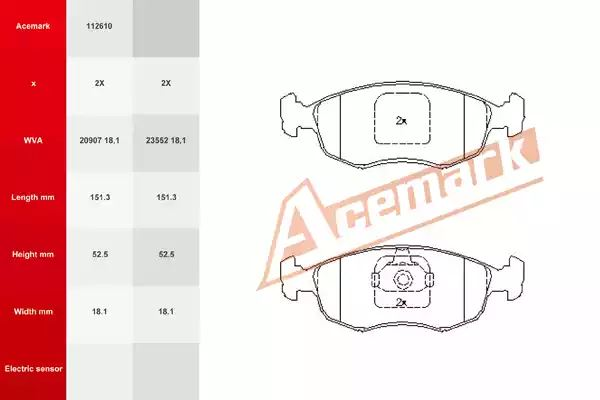 Acemark 112610
x 2X 2X
WVA 20907 18,1 23552 18,1
Length mm 151.3 151.3
Height mm 52.5 52.5
Width mm 18.1 18.1
Electric sensor
2x
Acemark
2x